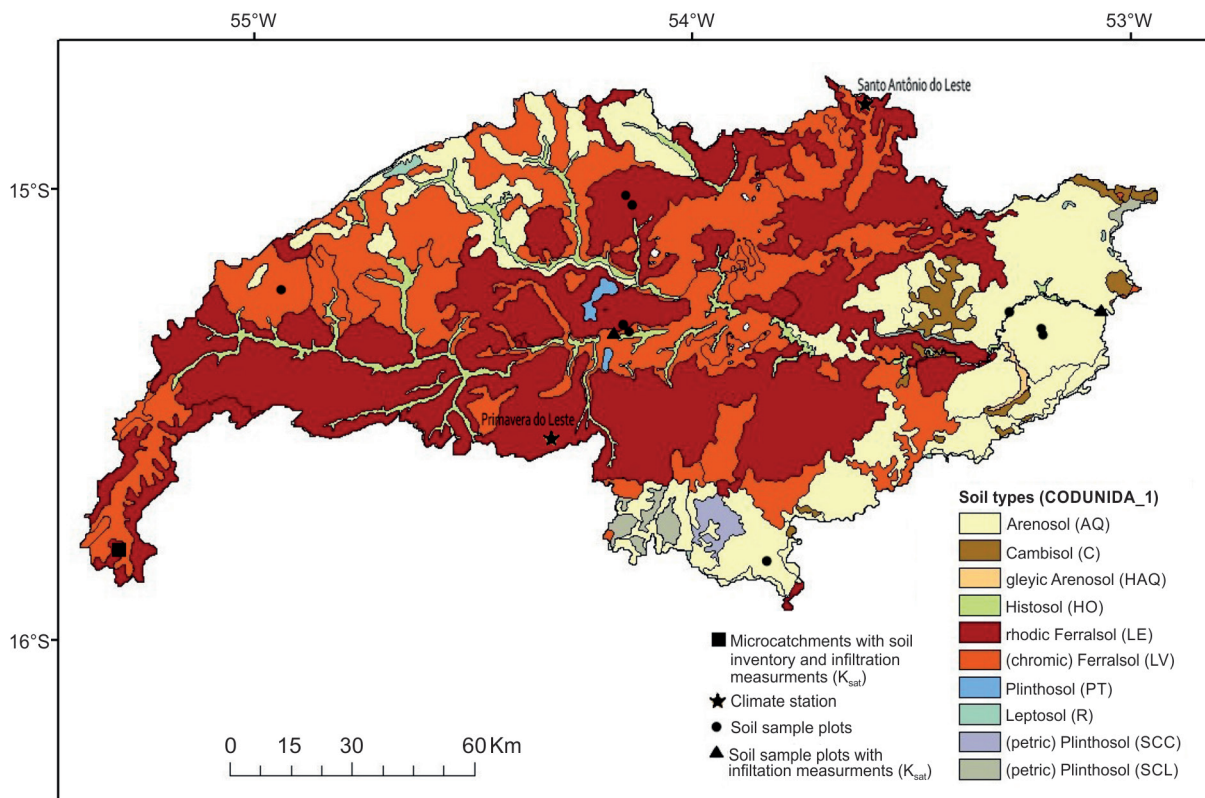 55°W
54°W
53°W
Santo Antônio do Leste
15°S
Primavera do Leste
16°S
Soil types (CODUNIDA_1)
Arenosol (AQ)
Cambisol (C)
gleyic Arenosol (HAQ)
Histosol (HO)
rhodic Ferralsol (LE)
(chromic) Ferralsol (LV)
Plinthosol (PT)
Leptosol (R)
(petric) Plinthosol (SCC)
(petric) Plinthosol (SCL)
Microcatchments with soil
inventory and infiltration
measurments (Ksat)
Climate station
Soil sample plots
Soil sample plots with
infiltation measurments (Ksat)
0 15 30 60 Km